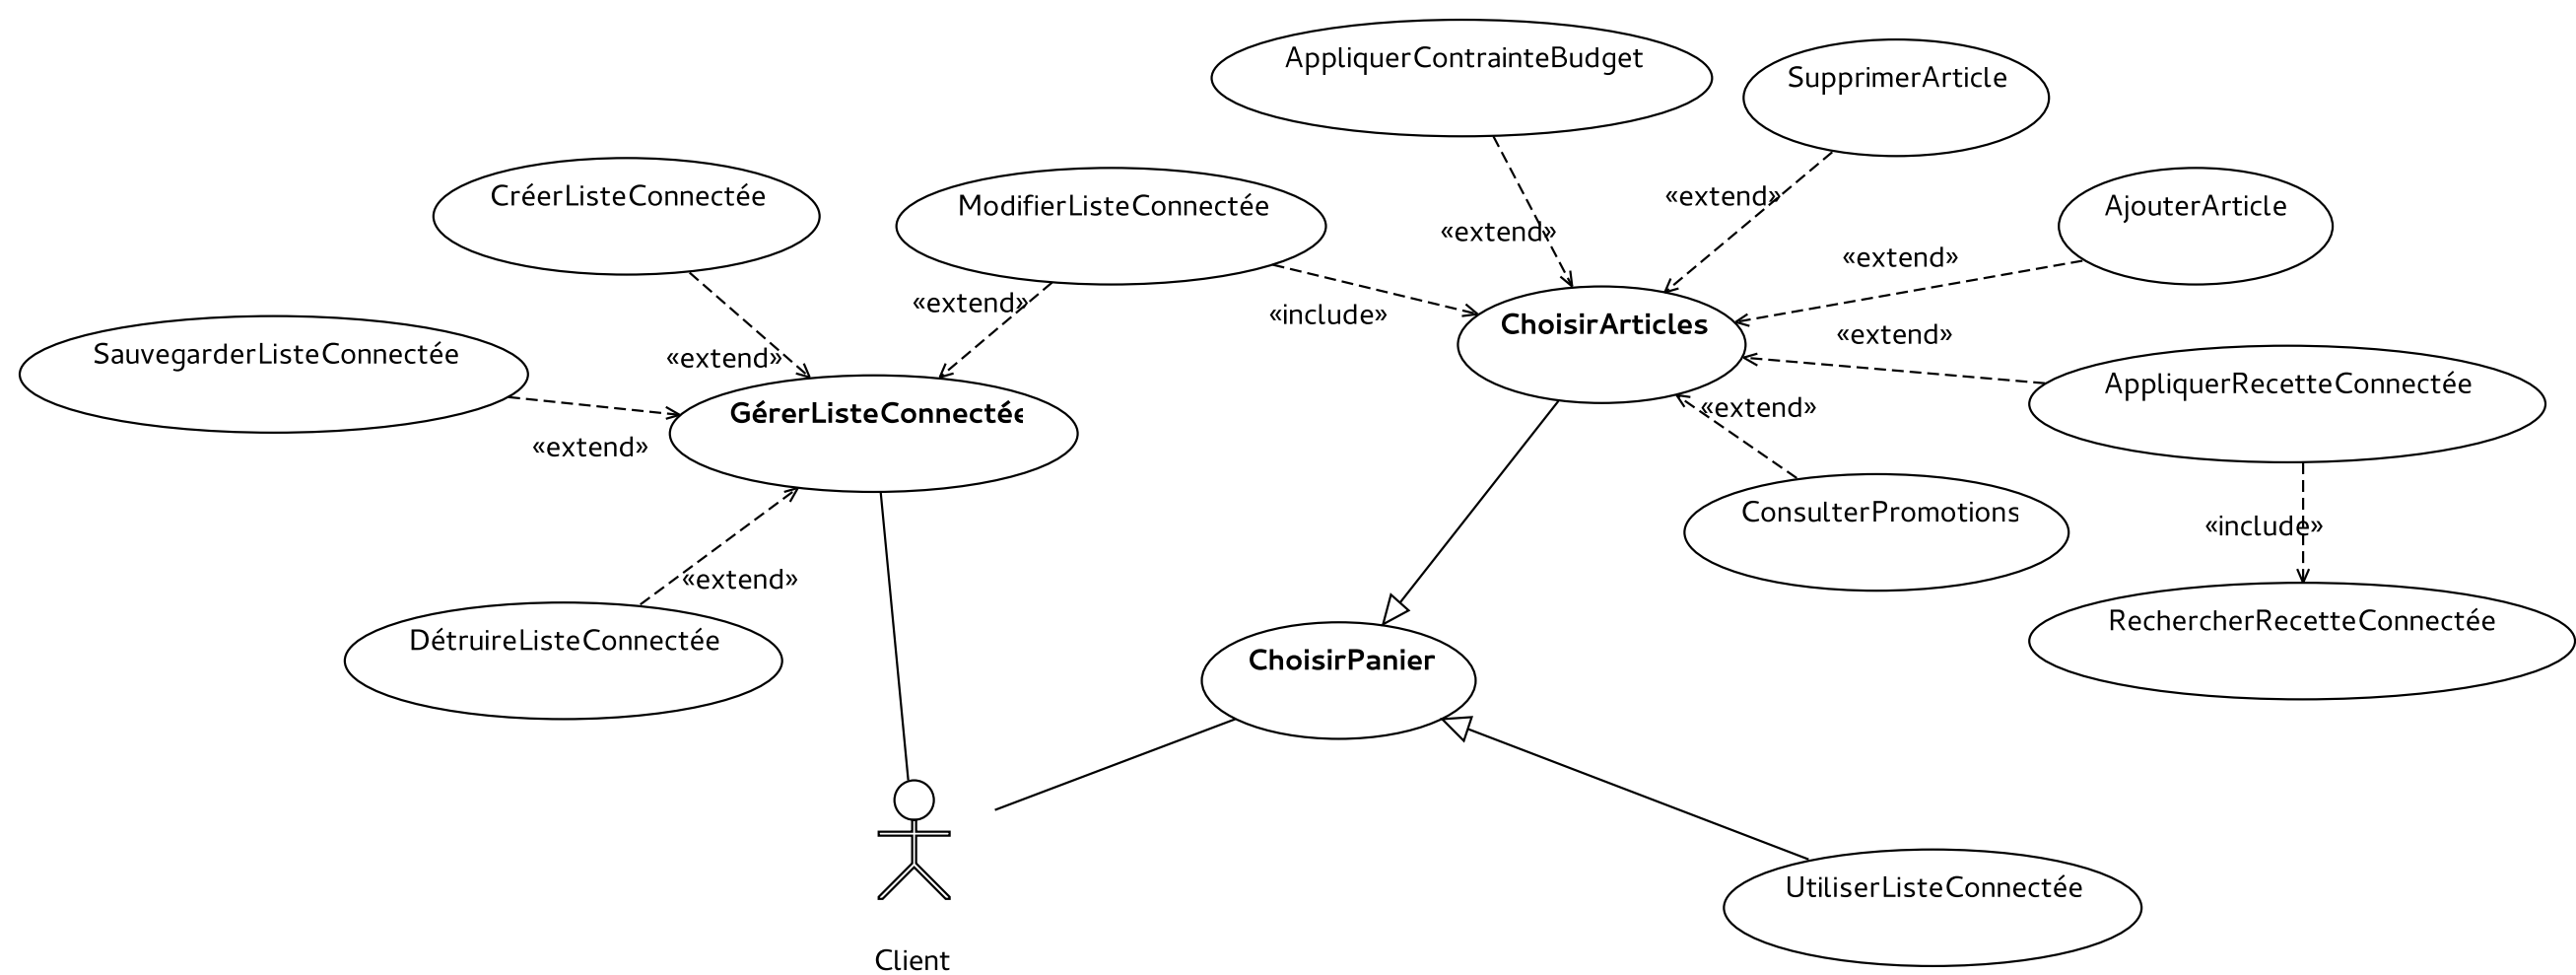 AppliquerContrainteBudget
SupprimerArticle
CréerListeConnectée
ModifierListeConnectée
AjouterArticle
«extend»
«extend»
«extend»
«extend»
«include»
ChoisirArticles
«extend»
SauvegarderListeConnectée
«extend»
AppliquerRecetteConnectée
GérerListeConnectée
«extend»
«extend»
ConsulterPromotions
«include»
«extend»
RechercherRecetteConnectée
DétruireListeConnectée
ChoisirPanier
UtiliserListeConnectée
Client